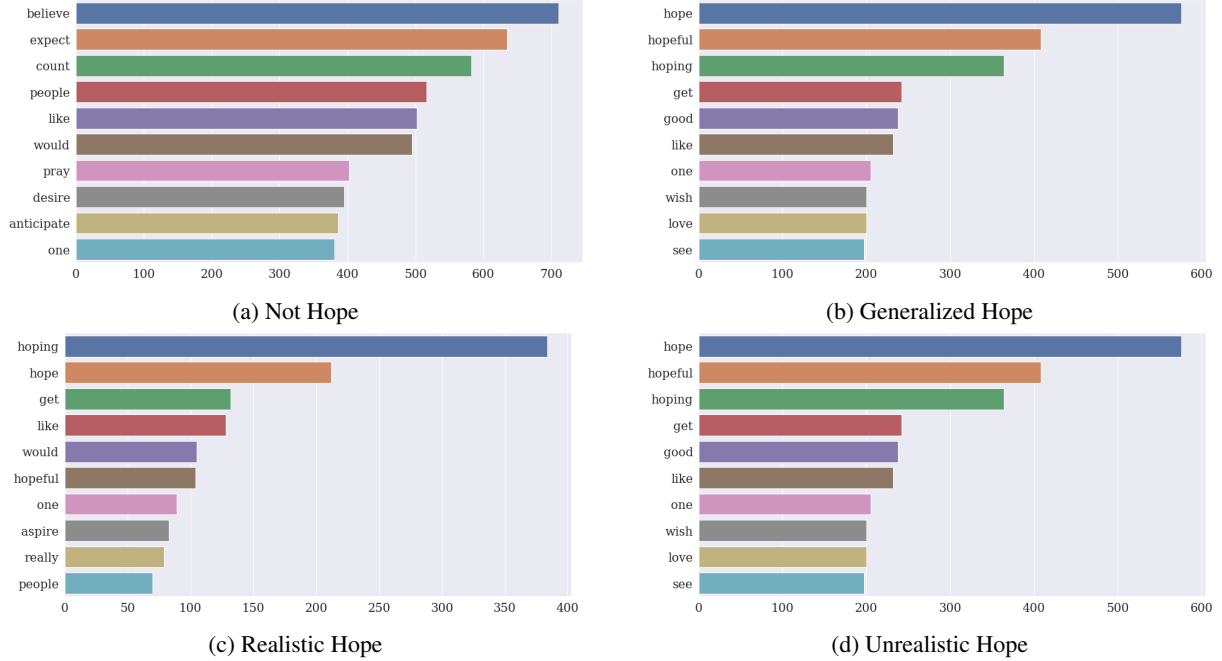 believe
expect
count
people
like
would
pray
desire
anticipate
one
0 100 200 300 400 500 600 700
(a) Not Hope
hope
hopeful
hoping
get
good
like
one
wish
love
see
0 100 200 300 400 500 600
(b) Generalized Hope
hoping
hope
get
like
would
hopeful
one
aspire
really
people
0 50 100 150 200 250 300 350 400
(c) Realistic Hope
hope
hopeful
hoping
get
good
like
one
wish
love
see
0 100 200 300 400 500 600
(d) Unrealistic Hope